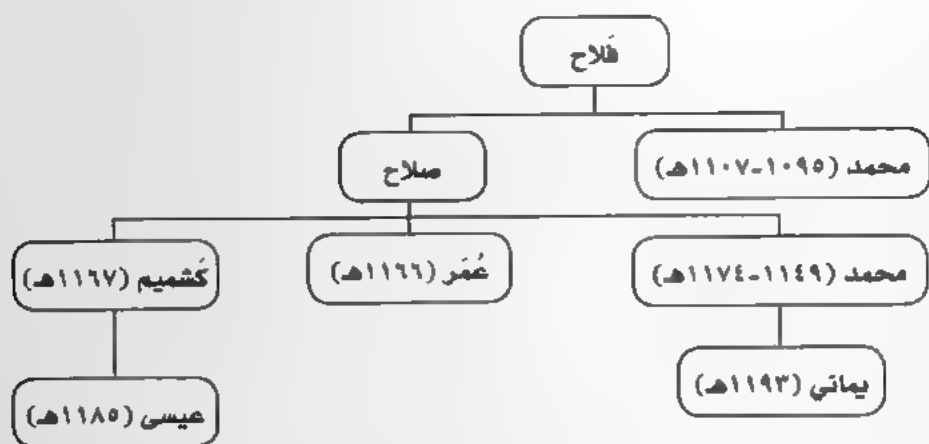 فَلاح
محمد (١٠٩٥-١١٠٧هـ)
صلاح
محمد (١١٤٩-١١٧٤هـ)
عُمَر (١١٦٦هـ)
كَشميم (١١٦٧هـ)
يماني (١١٩٣هـ)
عيسى (١١٨٥هـ)